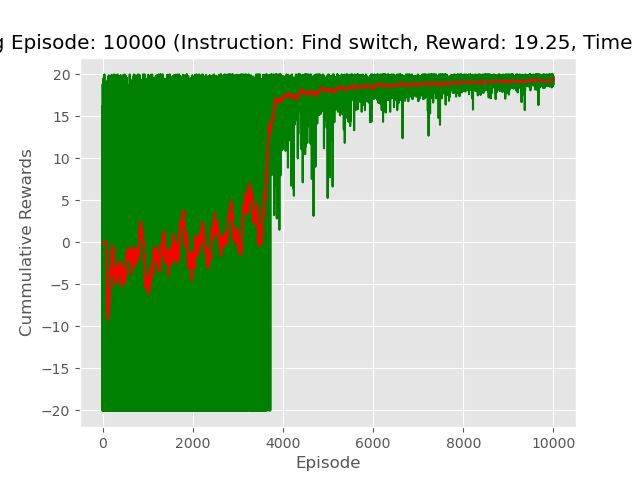 g Episode: 10000 (Instruction: Find switch, Reward: 19.25, Time
20
15
10
5
0
−5
−10
−15
−20
Cummulative Rewards
0 2000 4000 6000 8000 10000
Episode